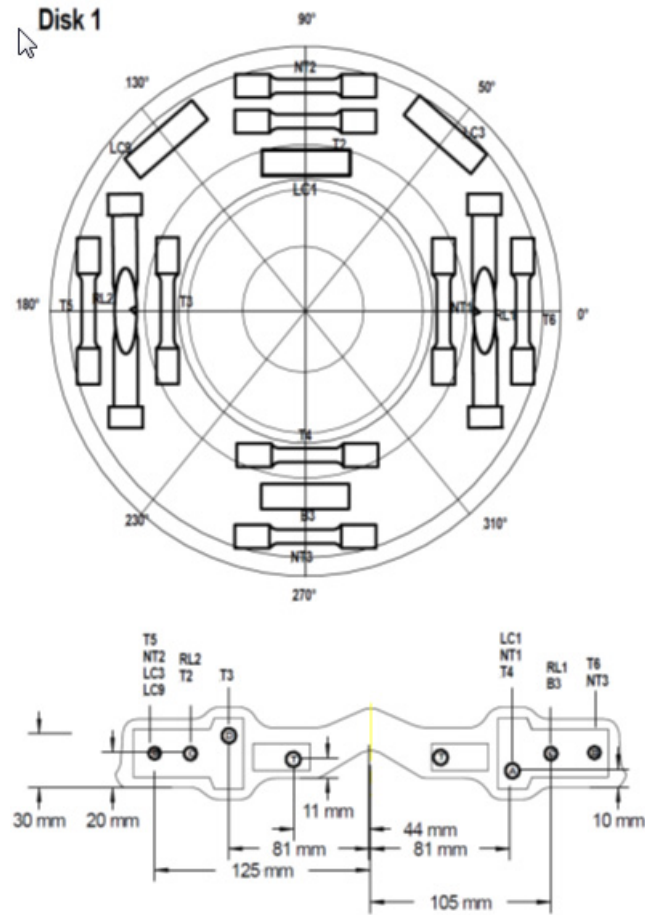 Disk 1
90°
NT2
130°
50°
LC9
LC3
T2
LC1
180°
T5
RL2
T3
NT1
RL1
T6
0°
T4
230°
B3
310°
NT3
270°
T5
NT2
LC3
LC9
RL2
T2
T3
LC1
NT1
T4
RL1
B3
T6
NT3
T
T
A
30 mm
20 mm
11 mm
44 mm
10 mm
81 mm
81 mm
125 mm
105 mm